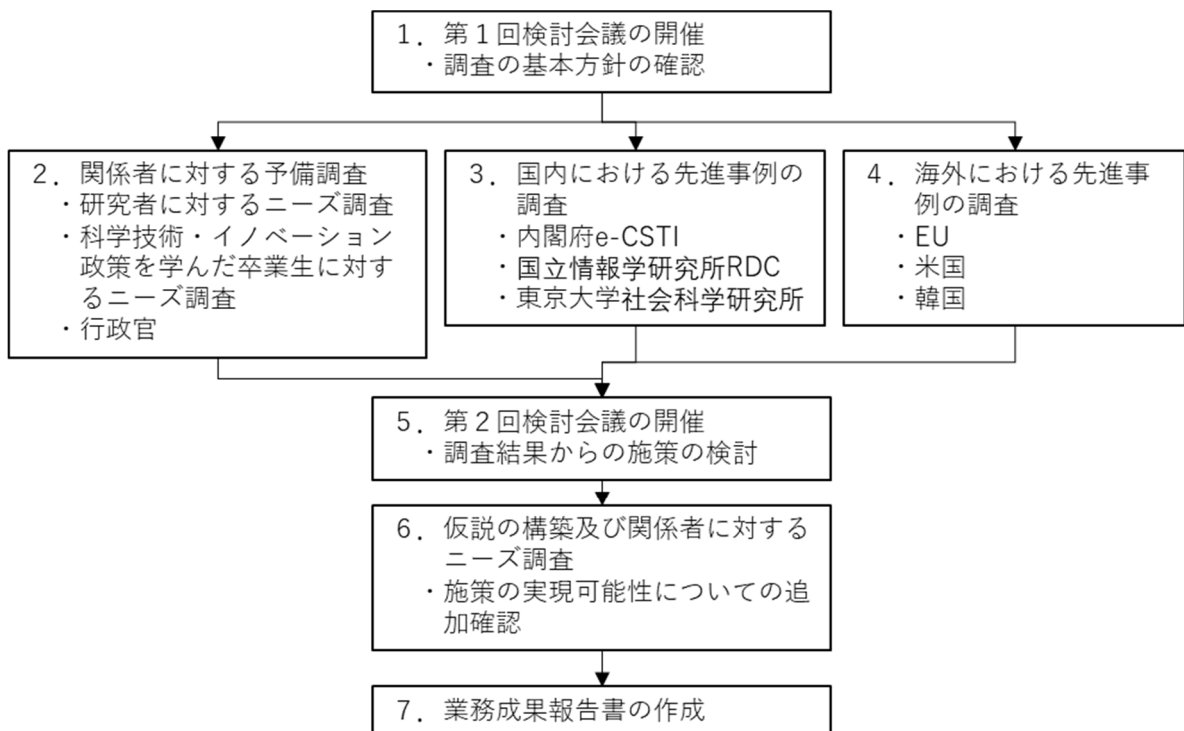 １．第１回検討会議の開催
・調査の基本方針の確認
２．関係者に対する予備調査
・研究者に対するニーズ調査
・科学技術・イノベーション
政策を学んだ卒業生に対す
るニーズ調査
・行政官
３．国内における先進事例の
調査
・内閣府e-CSTI
・国立情報学研究所RDC
・東京大学社会科学研究所
４．海外における先進事
例の調査
・EU
・米国
・韓国
５．第２回検討会議の開催
・調査結果からの施策の検討
６．仮説の構築及び関係者に対する
ニーズ調査
・施策の実現可能性についての追
加確認
７．業務成果報告書の作成